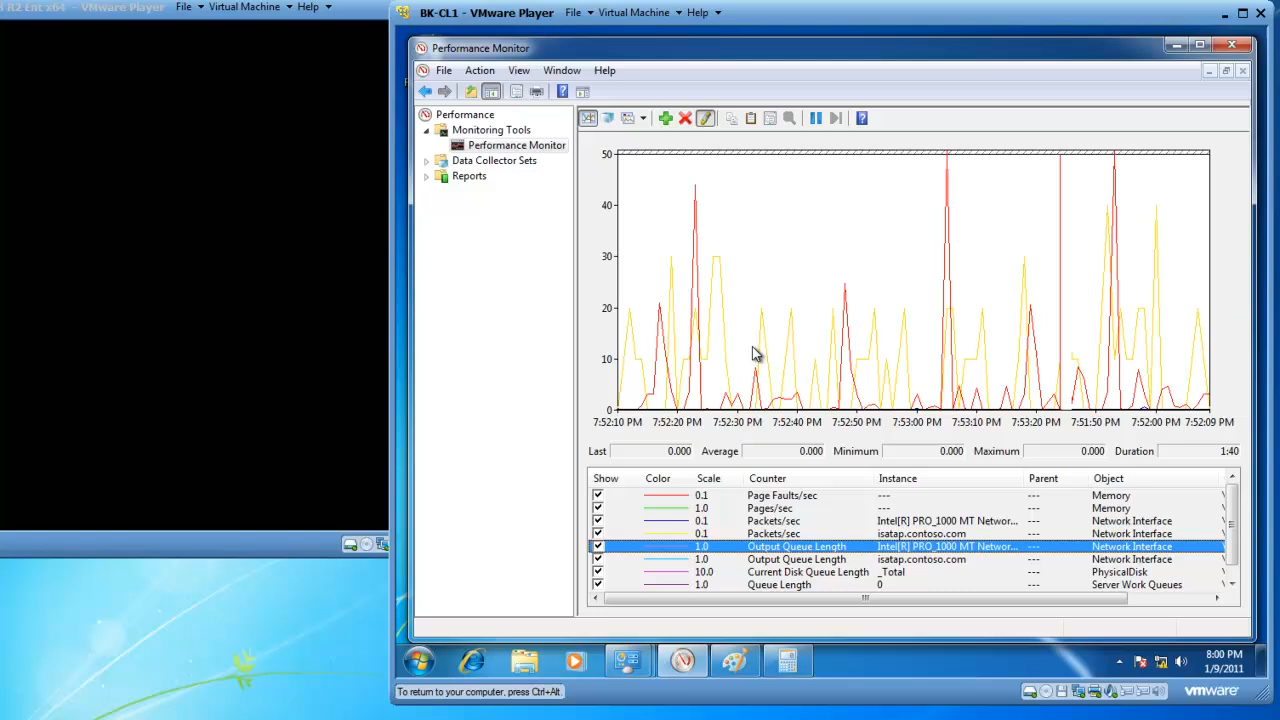 R2 Ent x64 - VMware Player File Virtual Machine Help
BK-CL1 - VMware Player File Virtual Machine Help
Performance Monitor
File Action View Window Help
Performance
Monitoring Tools
Performance Monitor
Data Collector Sets
Reports
50
40
30
20
10
0
7:52:10 PM 7:52:20 PM 7:52:30 PM 7:52:40 PM 7:52:50 PM 7:53:00 PM 7:53:10 PM 7:53:20 PM 7:51:50 PM 7:52:00 PM 7:52:09 PM
Last 0.000 Average 0.000 Minimum 0.000 Maximum 0.000 Duration 1:40
Show Color Scale Counter Instance Parent Object
0.1 Page Faults/sec --- --- Memory
1.0 Pages/sec --- --- Memory
0.1 Packets/sec Intel[R] PRO_1000 MT Networ... --- Network Interface
0.1 Packets/sec isatap.contoso.com --- Network Interface
1.0 Output Queue Length Intel[R] PRO_1000 MT Networ... --- Network Interface
1.0 Output Queue Length isatap.contoso.com --- Network Interface
10.0 Current Disk Queue Length _Total --- PhysicalDisk
1.0 Queue Length 0 --- Server Work Queues
8:00 PM
1/9/2011
To return to your computer, press Ctrl+Alt.
vmware